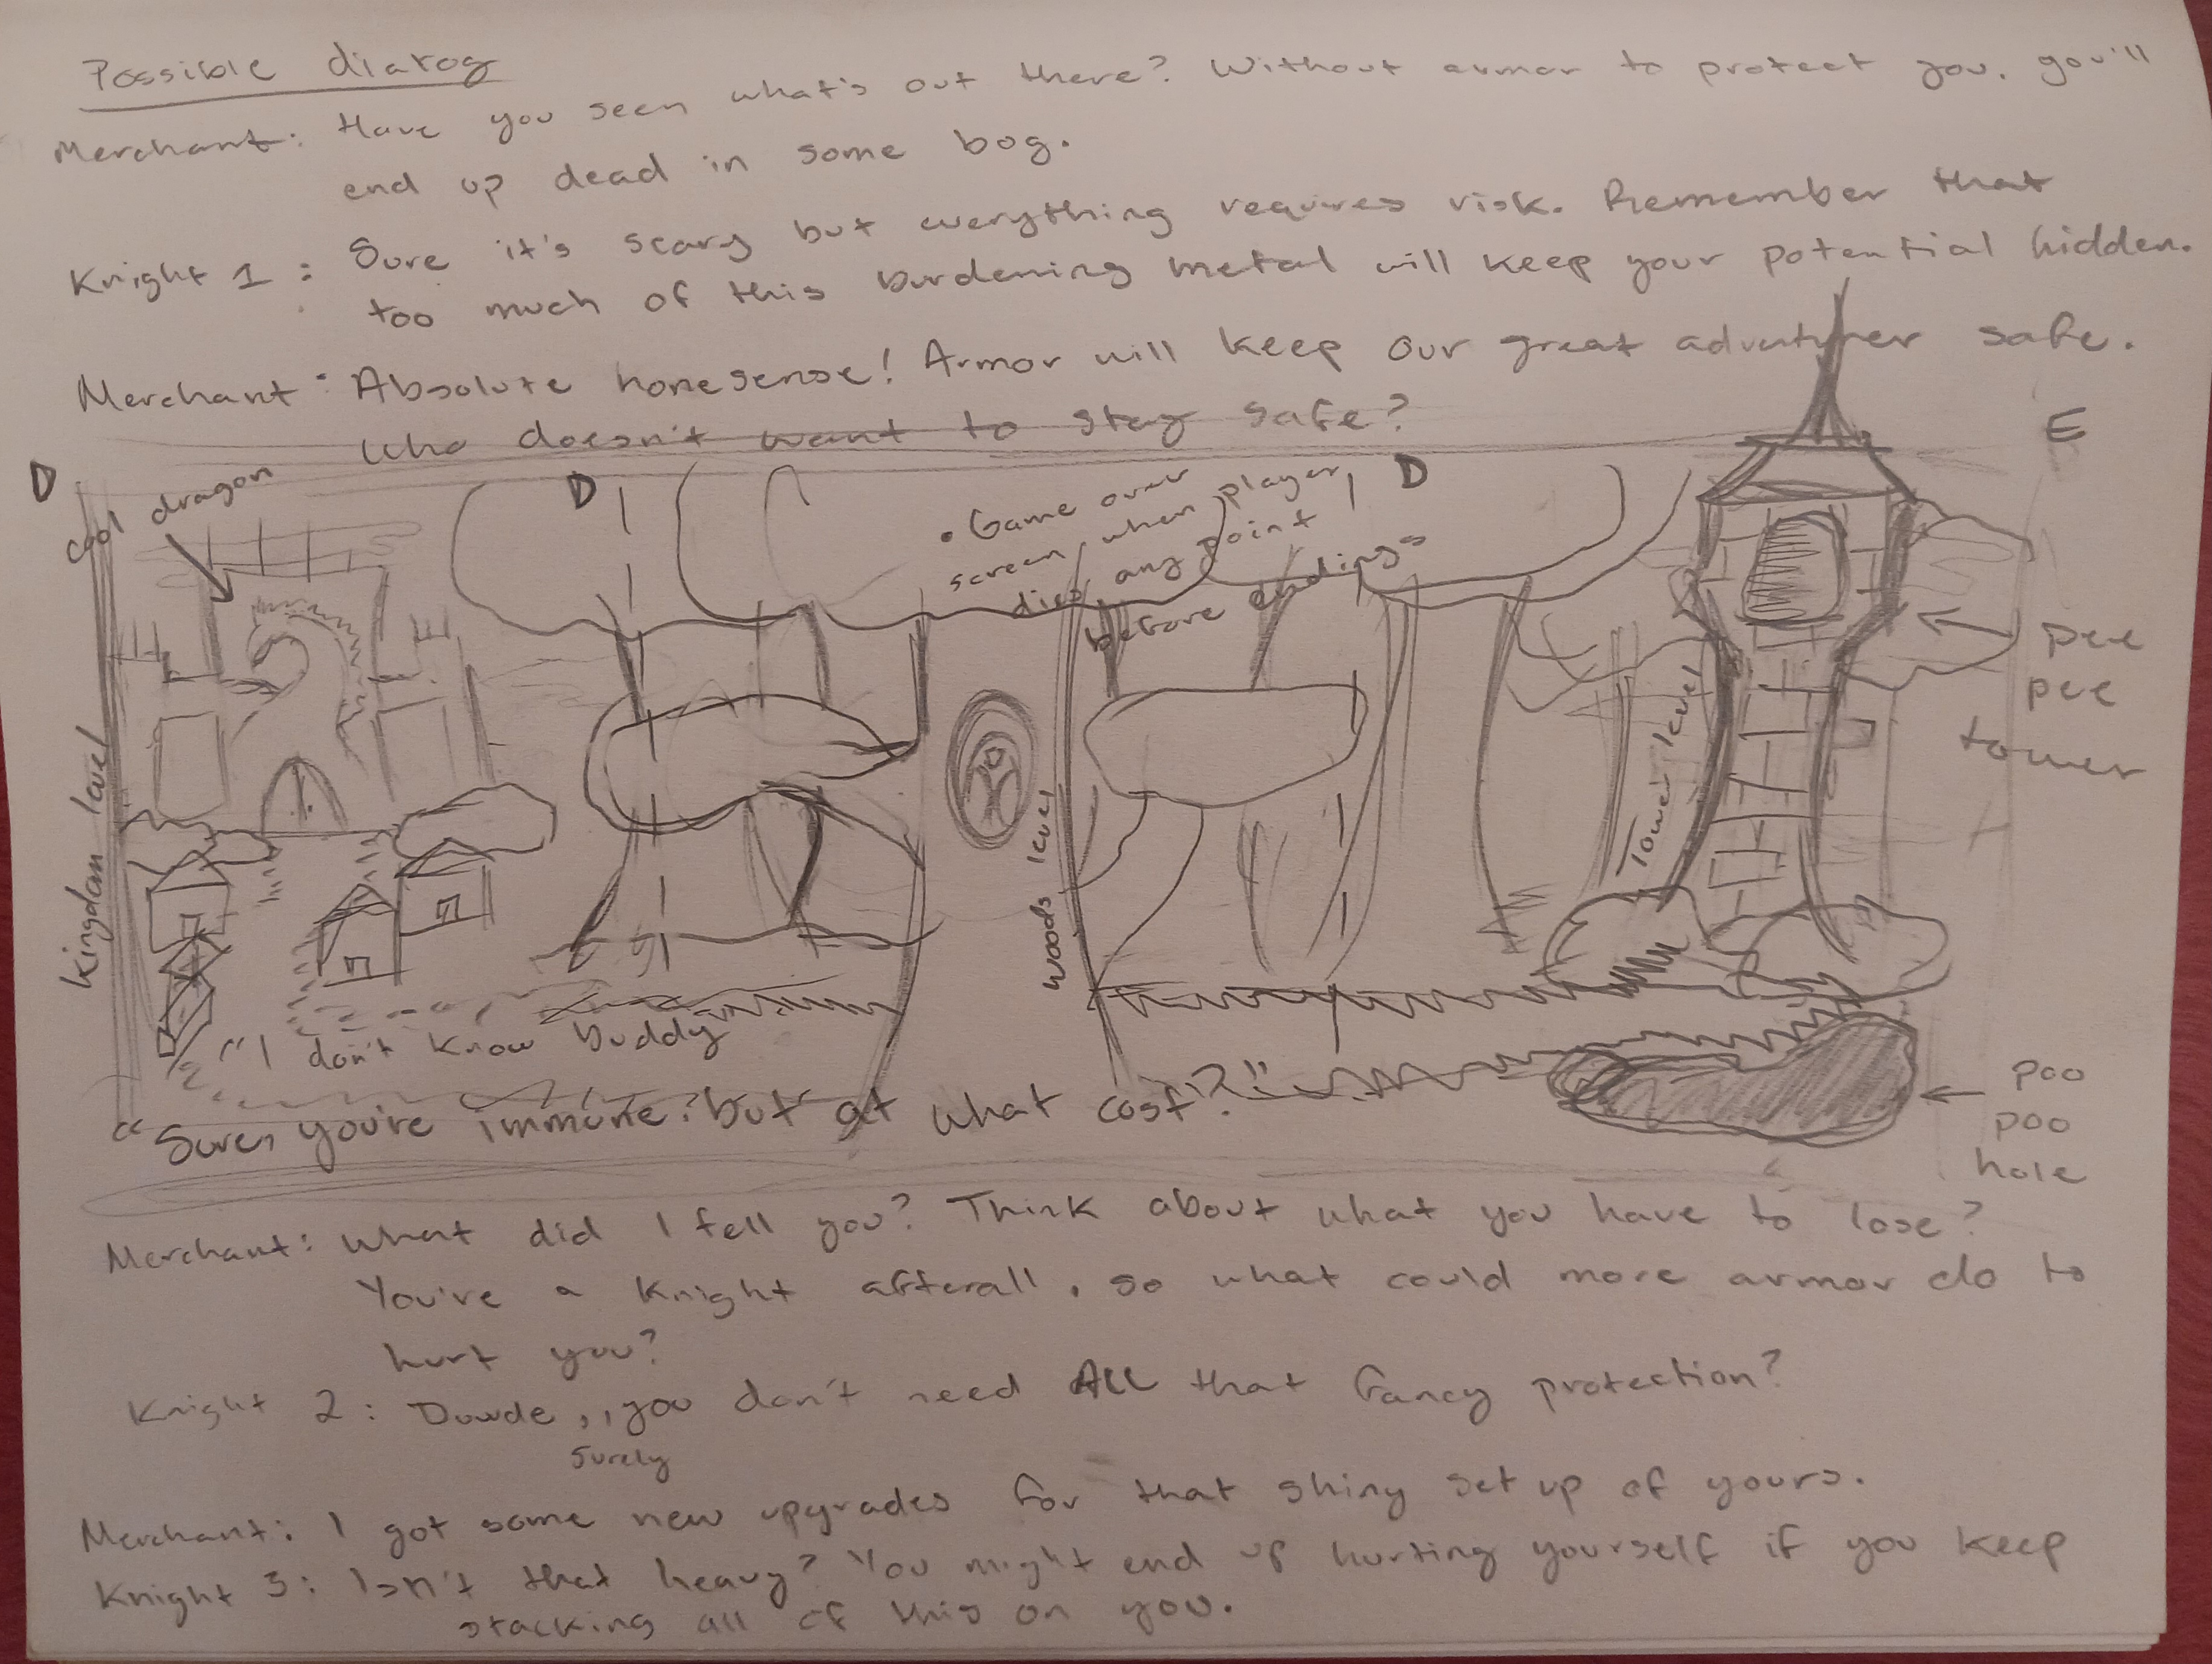 Possible dialog
Merchant: Have you seen what's out there? Without armor to protect you, you'll
end up dead in some bog.
Knight 1: Sure it's scary but everything requires risk. Remember that
too much of this burdening metal will keep your potential hidden.
Merchant: Absolute nonesense! Armor will keep our great adventurer safe.
Who doesn't want to stay safe?
D
cool dragon
D
• Game over
screen when player
dies any point
before endings
D
E
pee
pee
tower
Kingdom level
Woods level
Tower level
"I don't know buddy
"Sure, you're immune, but at what cost?"
poo
poo
hole
Merchant: What did I tell you? Think about what you have to lose?
You're a knight afterall, so what could more armor do to
hurt you?
Knight 2: Duwde,, you don't need ALL that fancy protection?
surely
Merchant: I got some new upgrades for that shiny set up of yours.
Knight 3: Isn't that heavy? You might end up hurting yourself if you keep
stacking all of this on you.